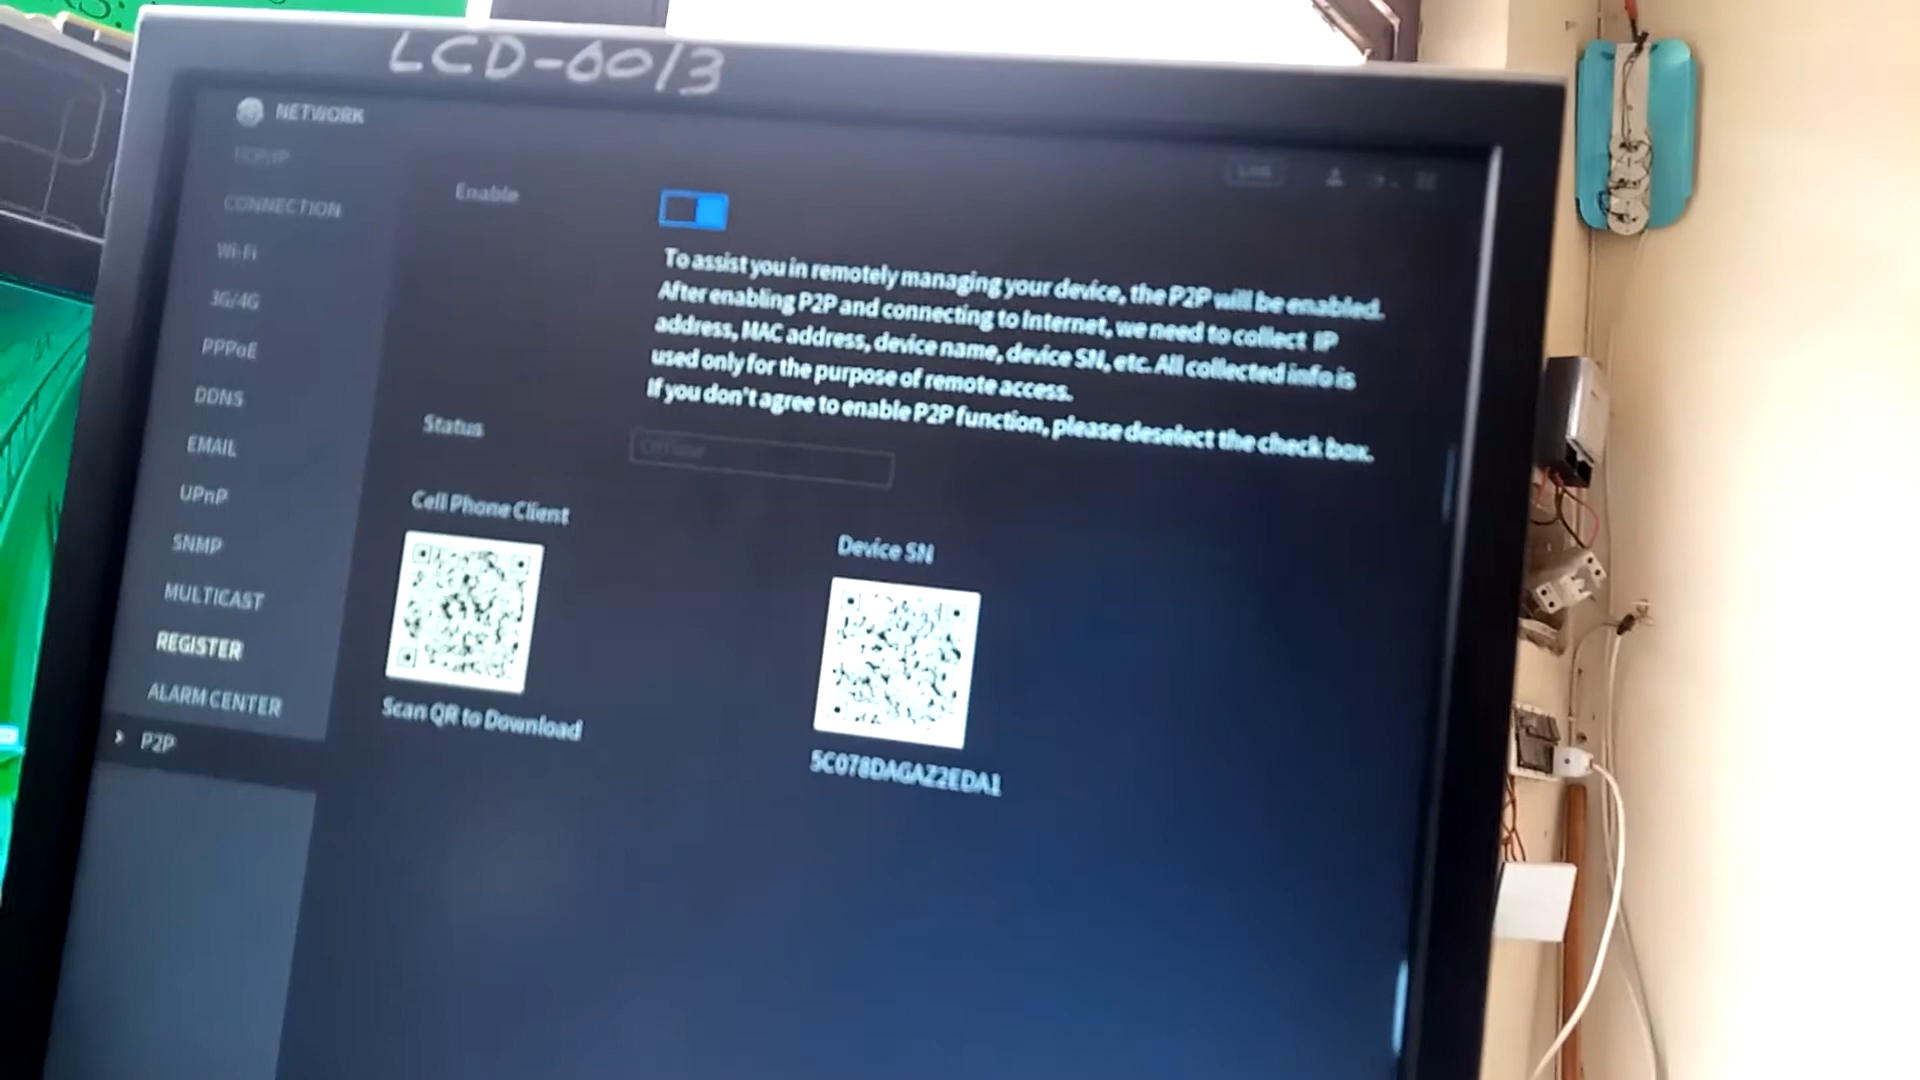 LCD-0013
NETWORK
TCP/IP
CONNECTION
Wi-Fi
3G/4G
PPPoE
DDNS
EMAIL
UPnP
SNMP
MULTICAST
REGISTER
ALARM CENTER
P2P
LIVE
Enable
To assist you in remotely managing your device, the P2P will be enabled.
After enabling P2P and connecting to Internet, we need to collect IP
address, MAC address, device name, device SN, etc. All collected info is
used only for the purpose of remote access.
If you don't agree to enable P2P function, please deselect the check box.
Status
Offline
Cell Phone Client
Scan QR to Download
Device SN
5C078DAGAZ2EDA1